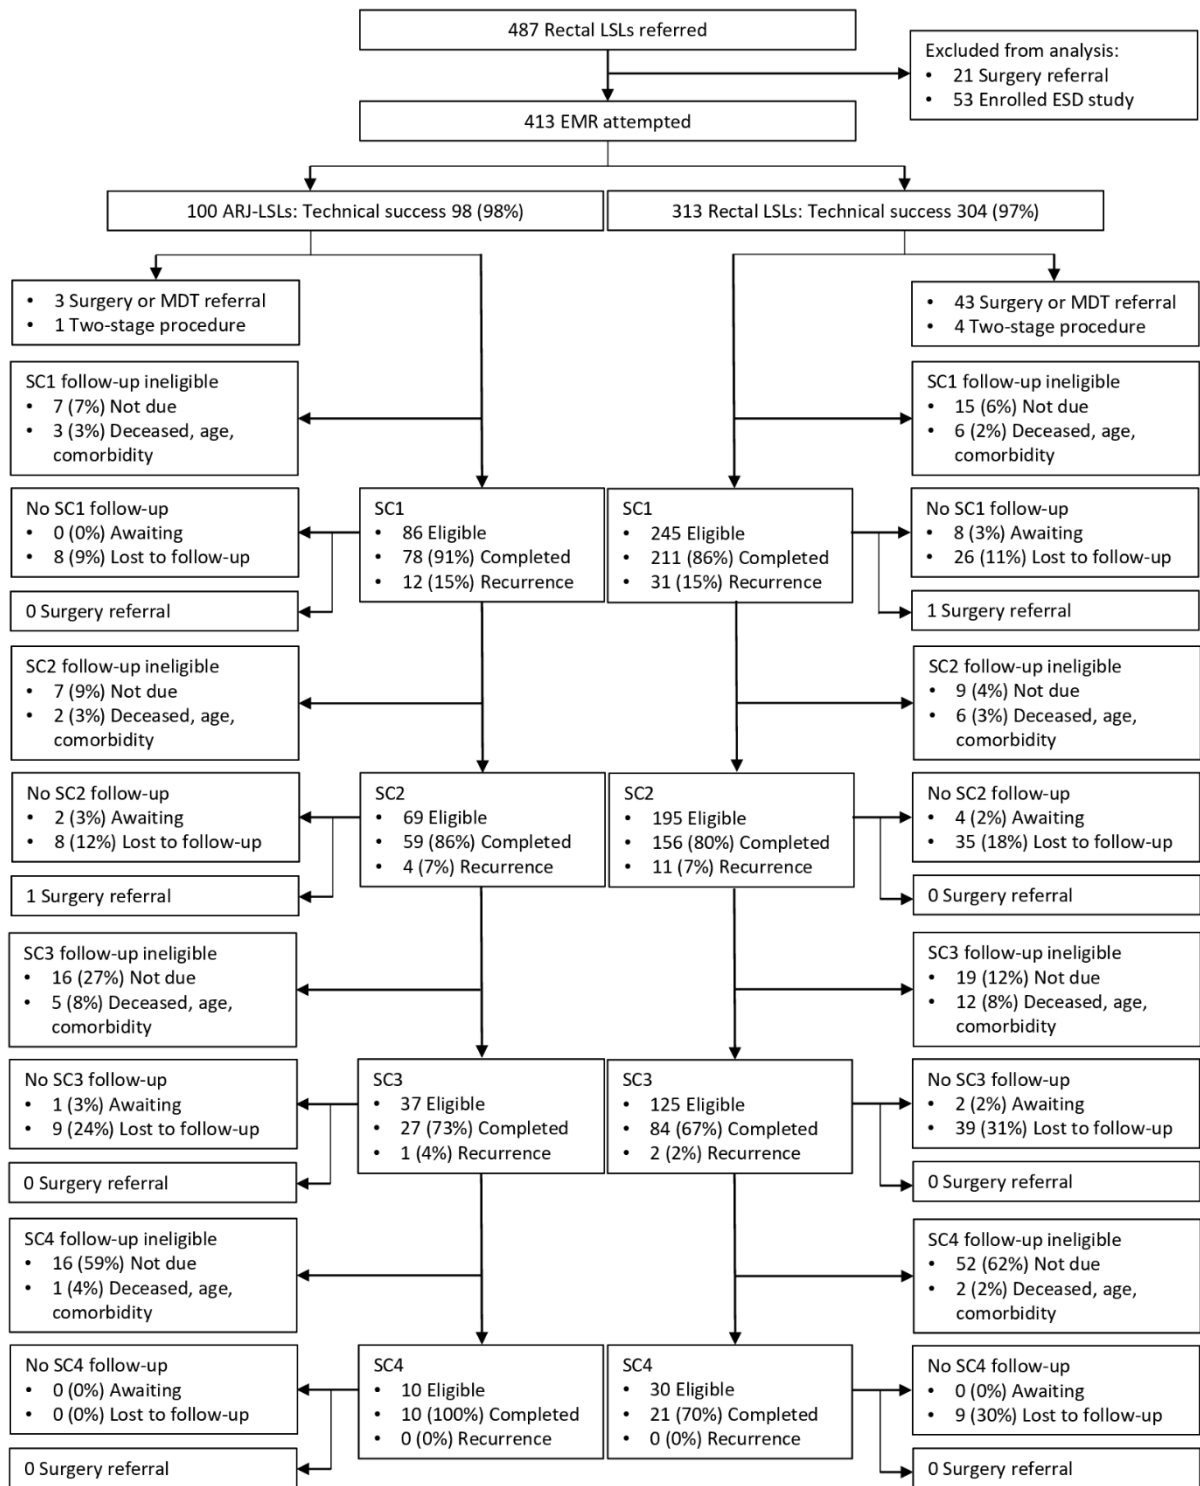 487 Rectal LSLs referred
Excluded from analysis:
• 21 Surgery referral
• 53 Enrolled ESD study
413 EMR attempted
100 ARJ-LSLs: Technical success 98 (98%)
313 Rectal LSLs: Technical success 304 (97%)
• 3 Surgery or MDT referral
• 1 Two-stage procedure
• 43 Surgery or MDT referral
• 4 Two-stage procedure
SC1 follow-up ineligible
• 7 (7%) Not due
• 3 (3%) Deceased, age,
comorbidity
SC1 follow-up ineligible
• 15 (6%) Not due
• 6 (2%) Deceased, age,
comorbidity
No SC1 follow-up
• 0 (0%) Awaiting
• 8 (9%) Lost to follow-up
SC1
• 86 Eligible
• 78 (91%) Completed
• 12 (15%) Recurrence
SC1
• 245 Eligible
• 211 (86%) Completed
• 31 (15%) Recurrence
No SC1 follow-up
• 8 (3%) Awaiting
• 26 (11%) Lost to follow-up
0 Surgery referral
1 Surgery referral
SC2 follow-up ineligible
• 7 (9%) Not due
• 2 (3%) Deceased, age,
comorbidity
SC2 follow-up ineligible
• 9 (4%) Not due
• 6 (3%) Deceased, age,
comorbidity
No SC2 follow-up
• 2 (3%) Awaiting
• 8 (12%) Lost to follow-up
SC2
• 69 Eligible
• 59 (86%) Completed
• 4 (7%) Recurrence
SC2
• 195 Eligible
• 156 (80%) Completed
• 11 (7%) Recurrence
No SC2 follow-up
• 4 (2%) Awaiting
• 35 (18%) Lost to follow-up
1 Surgery referral
0 Surgery referral
SC3 follow-up ineligible
• 16 (27%) Not due
• 5 (8%) Deceased, age,
comorbidity
SC3 follow-up ineligible
• 19 (12%) Not due
• 12 (8%) Deceased, age,
comorbidity
No SC3 follow-up
• 1 (3%) Awaiting
• 9 (24%) Lost to follow-up
SC3
• 37 Eligible
• 27 (73%) Completed
• 1 (4%) Recurrence
SC3
• 125 Eligible
• 84 (67%) Completed
• 2 (2%) Recurrence
No SC3 follow-up
• 2 (2%) Awaiting
• 39 (31%) Lost to follow-up
0 Surgery referral
0 Surgery referral
SC4 follow-up ineligible
• 16 (59%) Not due
• 1 (4%) Deceased, age,
comorbidity
SC4 follow-up ineligible
• 52 (62%) Not due
• 2 (2%) Deceased, age,
comorbidity
No SC4 follow-up
• 0 (0%) Awaiting
• 0 (0%) Lost to follow-up
SC4
• 10 Eligible
• 10 (100%) Completed
• 0 (0%) Recurrence
SC4
• 30 Eligible
• 21 (70%) Completed
• 0 (0%) Recurrence
No SC4 follow-up
• 0 (0%) Awaiting
• 9 (30%) Lost to follow-up
0 Surgery referral
0 Surgery referral